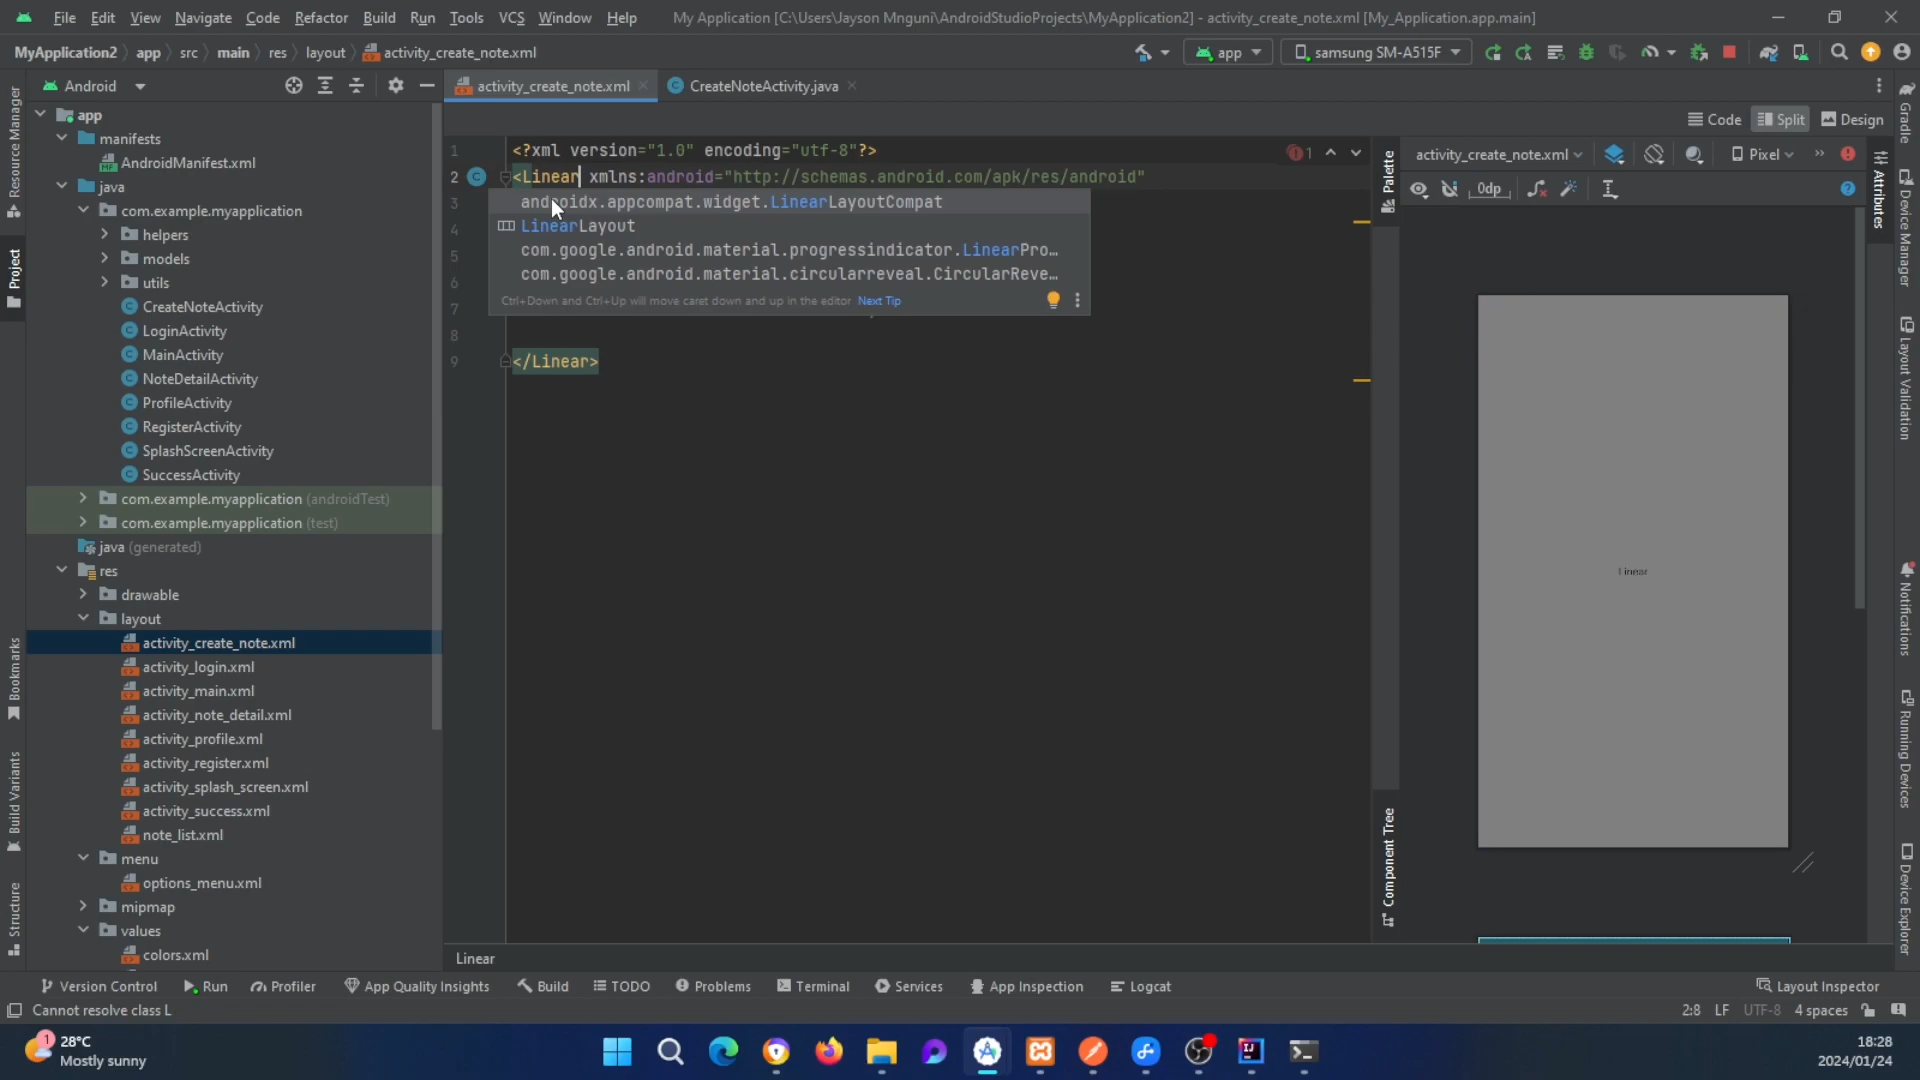 File Edit View Navigate Code Refactor Build Run Tools VCS Window Help My Application [C:\Users\Jayson Mnguni\AndroidStudioProjects\MyApplication2] - activity_create_note.xml [My_Application.app.main]
MyApplication2 app src main res layout activity_create_note.xml app samsung SM-A515F
Android activity_create_note.xml CreateNoteActivity.java
Code Split Design
app
manifests
AndroidManifest.xml
java
com.example.myapplication
helpers
models
utils
CreateNoteActivity
LoginActivity
MainActivity
NoteDetailActivity
ProfileActivity
RegisterActivity
SplashScreenActivity
SuccessActivity
com.example.myapplication (androidTest)
com.example.myapplication (test)
java (generated)
res
drawable
layout
activity_create_note.xml
activity_login.xml
activity_main.xml
activity_note_detail.xml
activity_profile.xml
activity_register.xml
activity_splash_screen.xml
activity_success.xml
note_list.xml
menu
options_menu.xml
mipmap
values
colors.xml
Resource Manager
Project
Bookmarks
Build Variants
Structure
1 <?xml version="1.0" encoding="utf-8"?>
2 <Linear xmlns:android="http://schemas.android.com/apk/res/android"
3
4
5
6
7
8
9 </Linear>
1
androidx.appcompat.widget.LinearLayoutCompat
LinearLayout
com.google.android.material.progressindicator.LinearPro…
com.google.android.material.circularreveal.CircularReve…
Ctrl+Down and Ctrl+Up will move caret down and up in the editor Next Tip
Palette
Component Tree
activity_create_note.xml Pixel
0dp
Linear
Attributes
Gradle
Device Manager
Layout Validation
Notifications
Running Devices
Device Explorer
Linear
Version Control Run Profiler App Quality Insights Build TODO Problems Terminal Services App Inspection Logcat Layout Inspector
Cannot resolve class L 2:8 LF UTF-8 4 spaces
1
28°C
Mostly sunny
18:28
2024/01/24